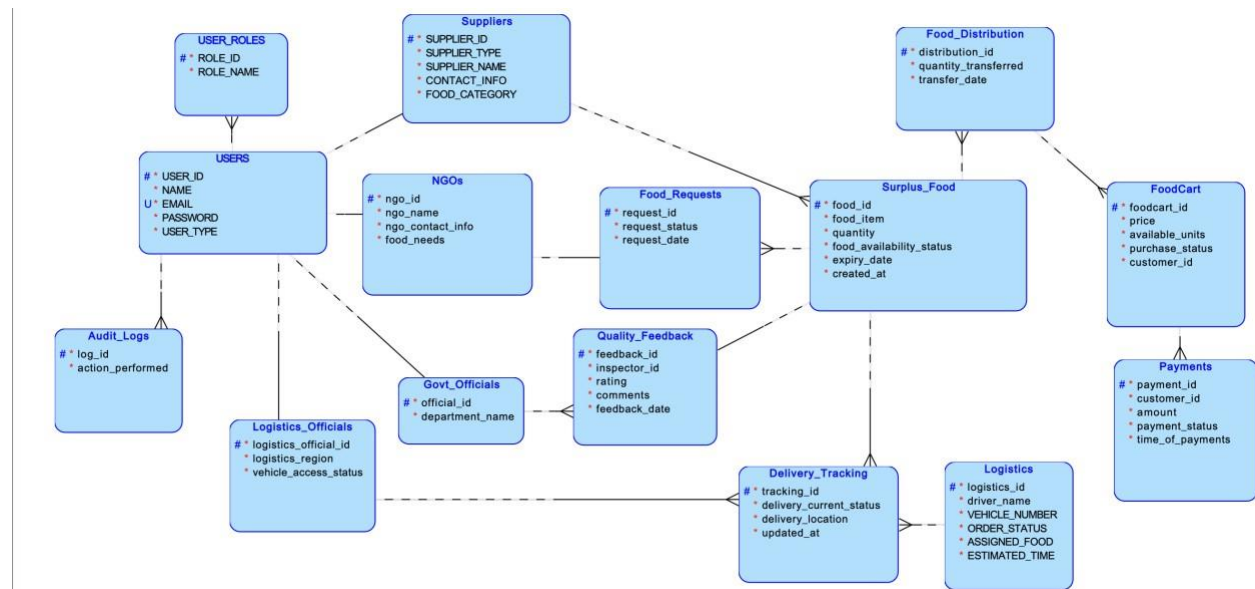 USER_ROLES
# * ROLE_ID
* ROLE_NAME
Suppliers
# * SUPPLIER_ID
* SUPPLIER_TYPE
* SUPPLIER_NAME
* CONTACT_INFO
* FOOD_CATEGORY
Food_Distribution
# * distribution_id
* quantity_transferred
* transfer_date
USERS
# * USER_ID
* NAME
U * EMAIL
* PASSWORD
* USER_TYPE
NGOs
# * ngo_id
* ngo_name
* ngo_contact_info
* food_needs
Food_Requests
# * request_id
* request_status
* request_date
Surplus_Food
# * food_id
* food_item
* quantity
* food_availability_status
* expiry_date
* created_at
FoodCart
# * foodcart_id
* price
* available_units
* purchase_status
* customer_id
Audit_Logs
# * log_id
* action_performed
Govt_Officials
# * official_id
* department_name
Quality_Feedback
# * feedback_id
* inspector_id
* rating
* comments
* feedback_date
Payments
# * payment_id
* customer_id
* amount
* payment_status
* time_of_payments
Logistics_Officials
# * logistics_official_id
* logistics_region
* vehicle_access_status
Delivery_Tracking
# * tracking_id
* delivery_current_status
* delivery_location
* updated_at
Logistics
# * logistics_id
* driver_name
* VEHICLE_NUMBER
* ORDER_STATUS
* ASSIGNED_FOOD
* ESTIMATED_TIME